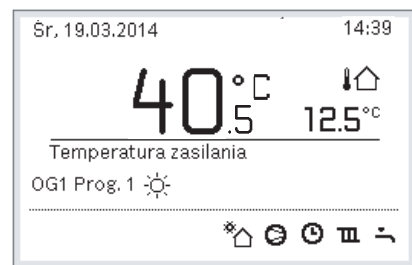 Śr, 19.03.2014 14:39
40.5°C
12.5°C
Temperatura zasilania
OG1 Prog. 1